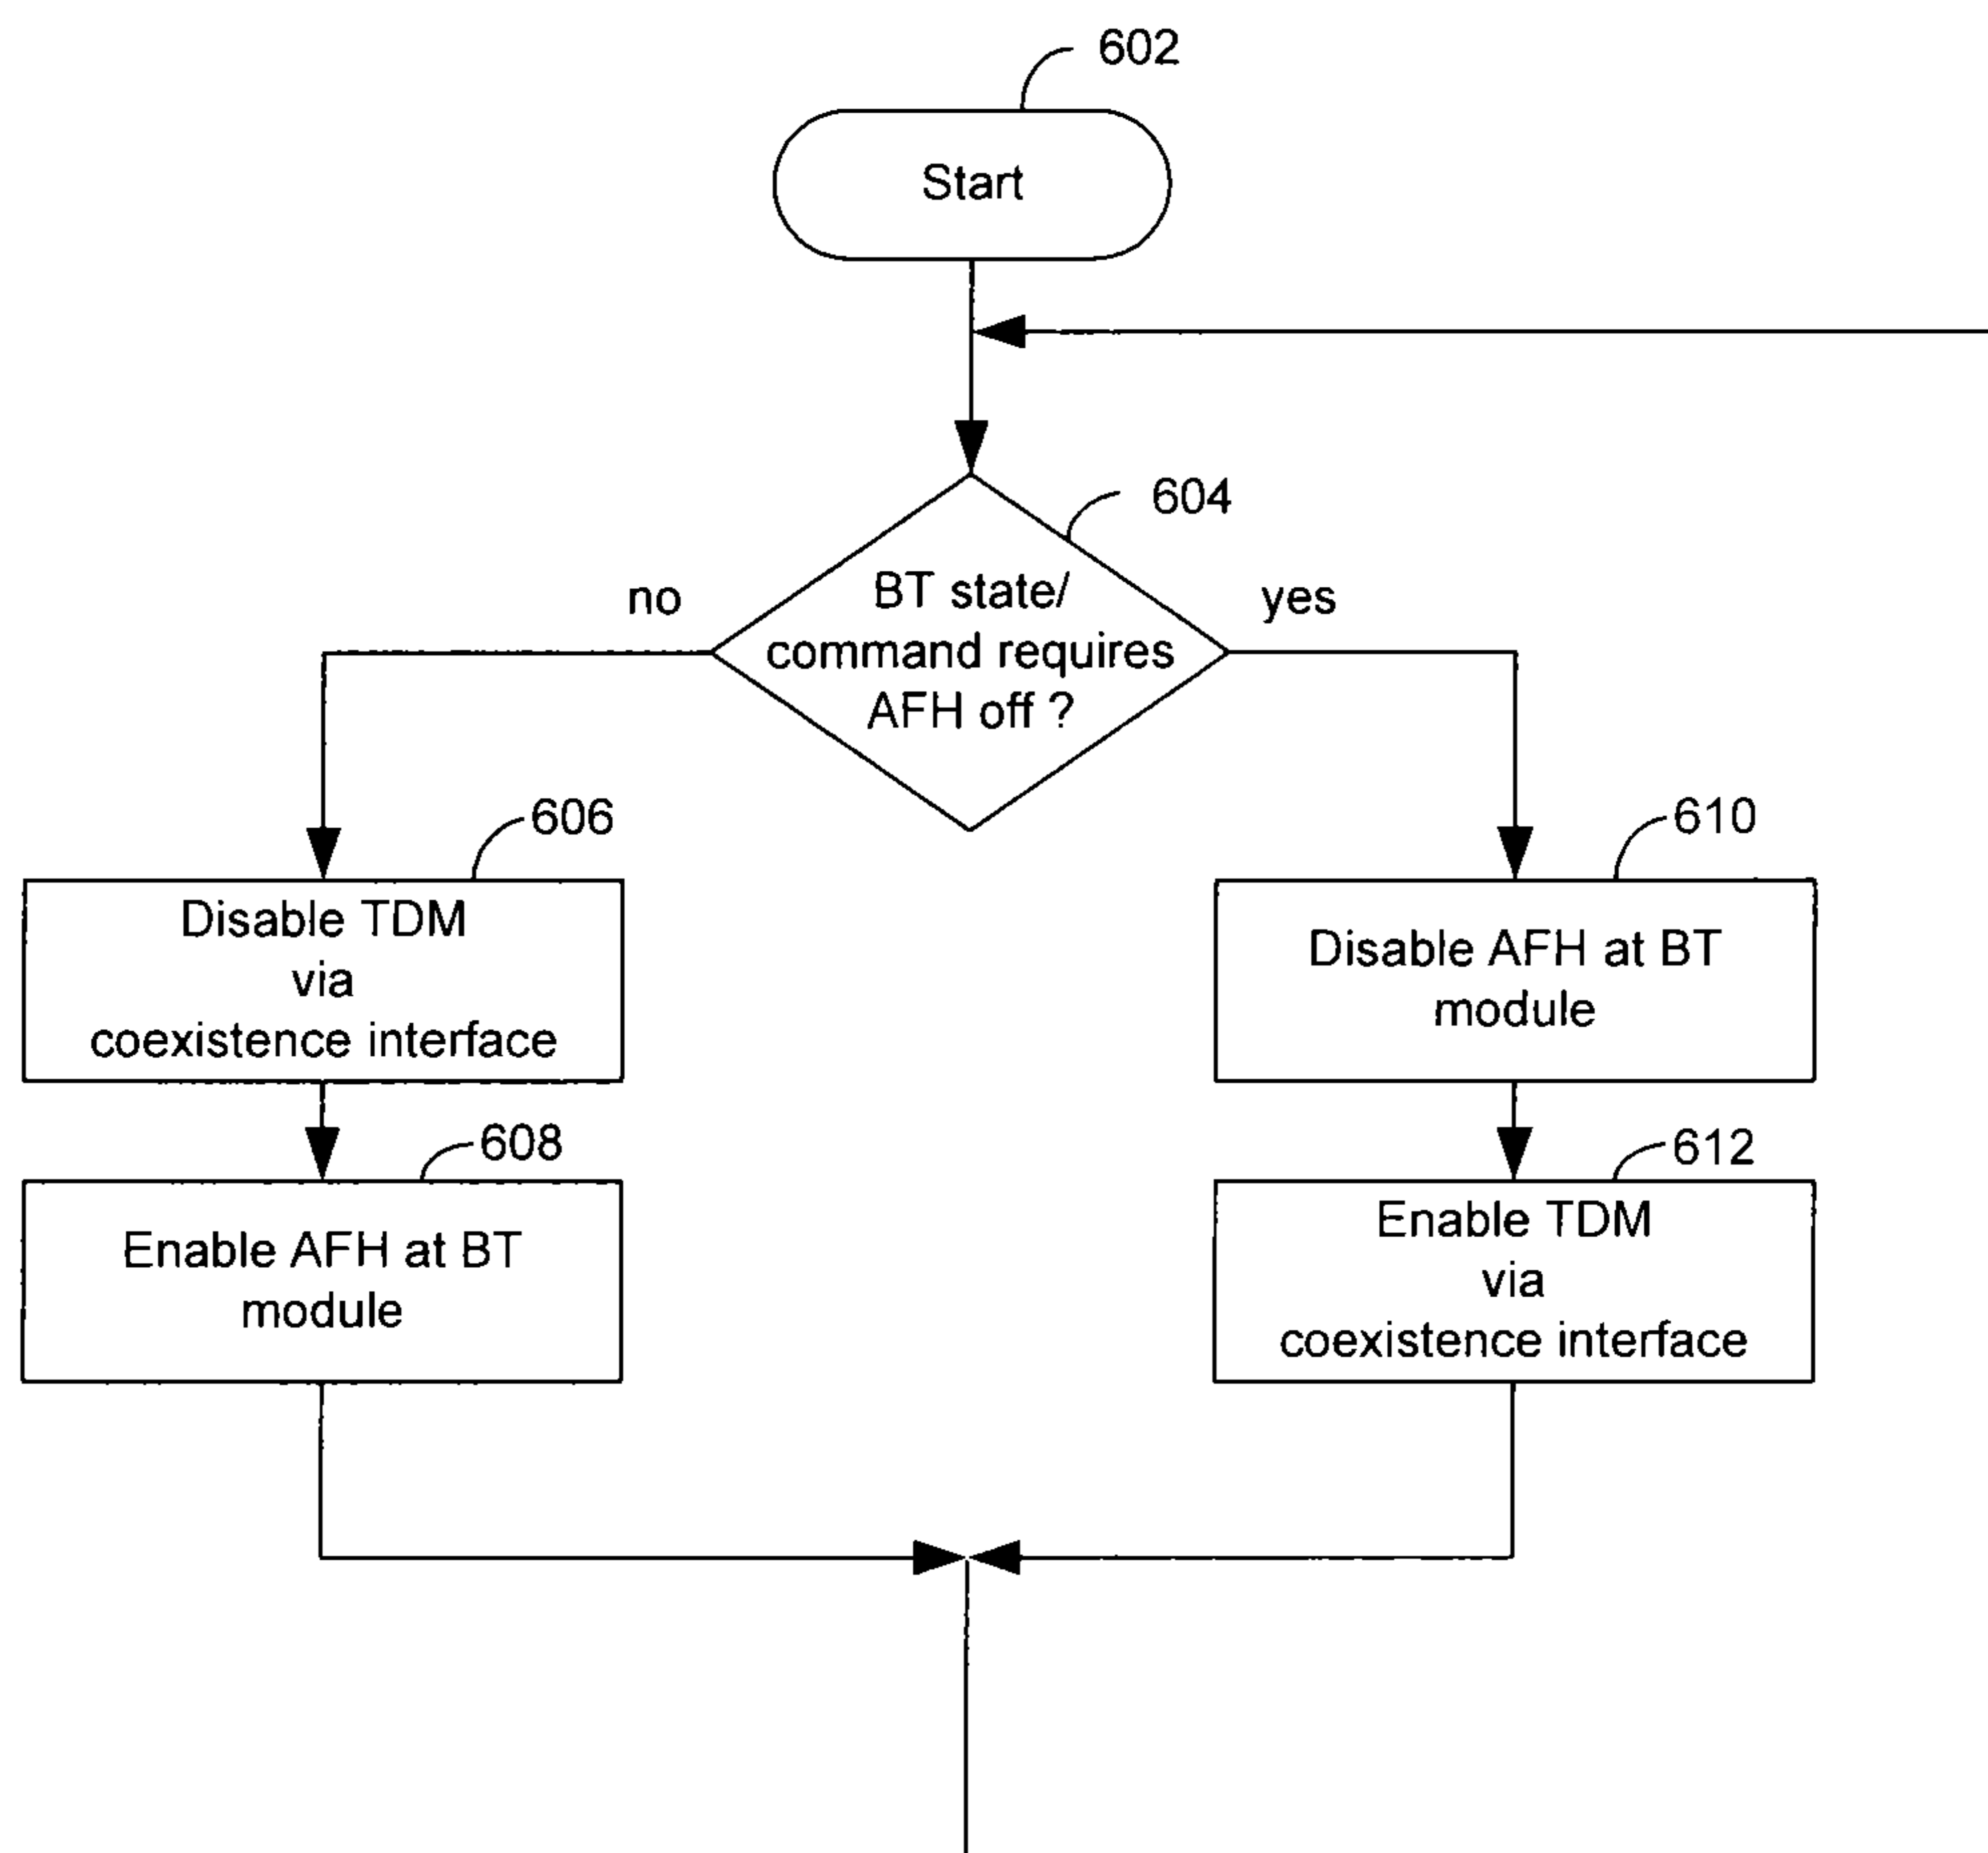 602
Start
604
BT state/
command requires
AFH off ?
no
yes
606
Disable TDM
via
coexistence interface
610
Disable AFH at BT
module
608
Enable AFH at BT
module
612
Enable TDM
via
coexistence interface